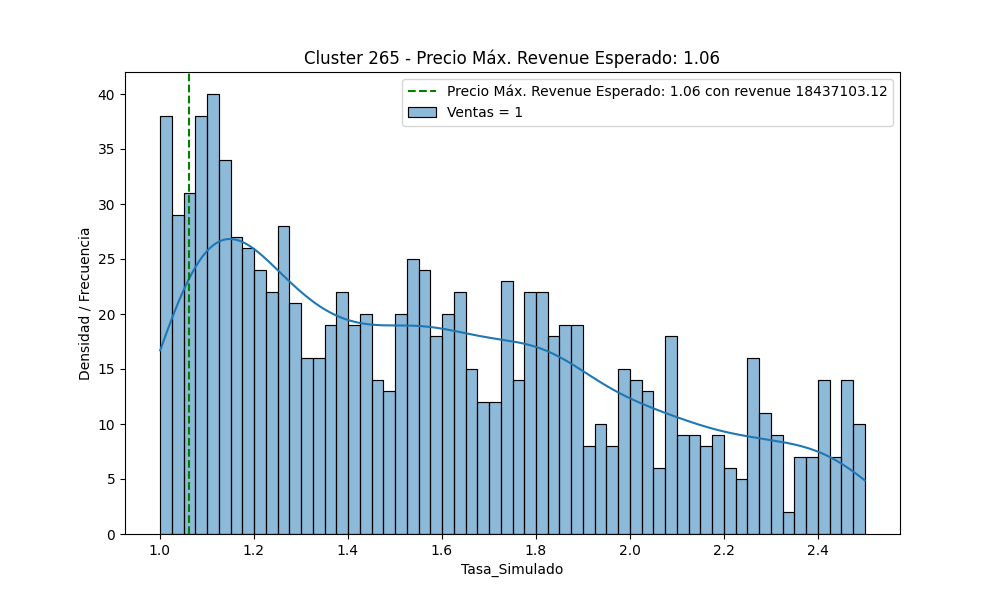 Cluster 265 - Precio Máx. Revenue Esperado: 1.06
Precio Máx. Revenue Esperado: 1.06 con revenue 18437103.12
Ventas = 1
Densidad / Frecuencia
40
35
30
25
20
15
10
5
0
1.0 1.2 1.4 1.6 1.8 2.0 2.2 2.4
Tasa_Simulado